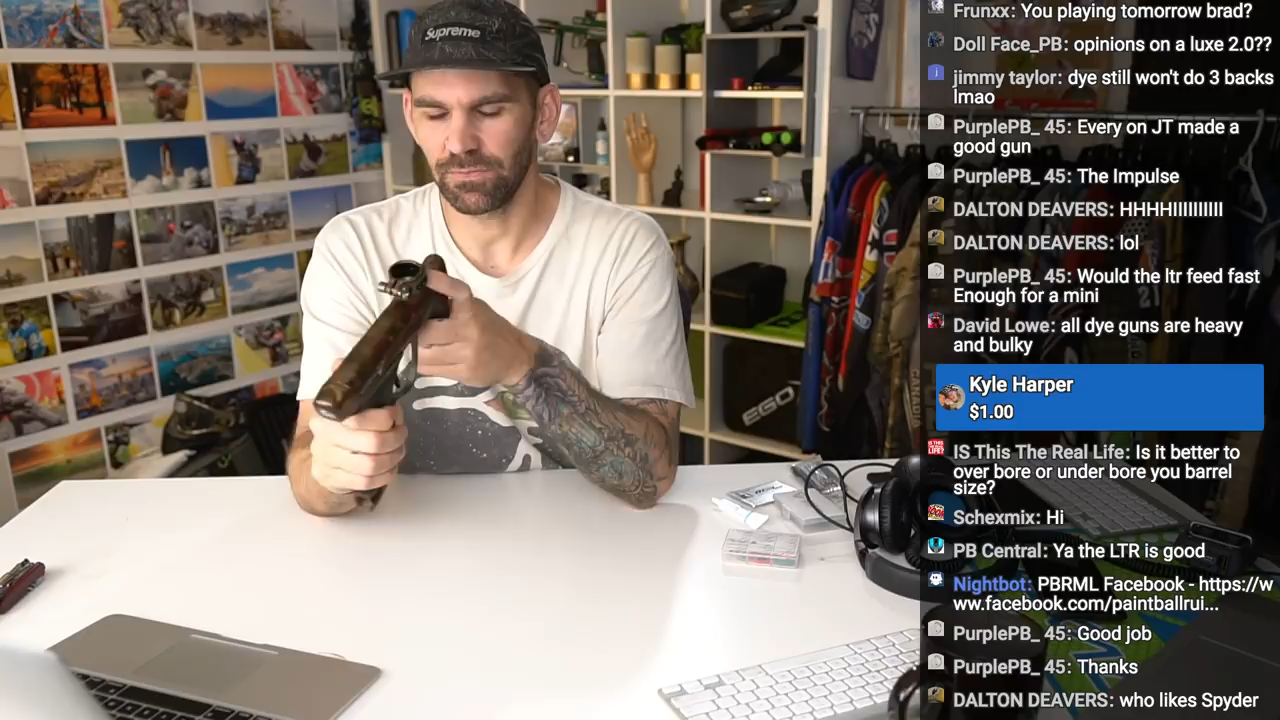 Supreme
EGO
CANADA
21
Frunxx: You playing tomorrow brad?
Doll Face_PB: opinions on a luxe 2.0??
jimmy taylor: dye still won't do 3 backs
lmao
PurplePB_ 45: Every on JT made a
good gun
PurplePB_ 45: The Impulse
DALTON DEAVERS: HHHHIIIIIIIIII
DALTON DEAVERS: lol
PurplePB_ 45: Would the ltr feed fast
Enough for a mini
David Lowe: all dye guns are heavy
and bulky
Kyle Harper
$1.00
IS This The Real Life: Is it better to
over bore or under bore you barrel
size?
Schexmix: Hi
PB Central: Ya the LTR is good
Nightbot: PBRML Facebook - https://w
ww.facebook.com/paintballrui...
PurplePB_ 45: Good job
PurplePB_ 45: Thanks
DALTON DEAVERS: who likes Spyder